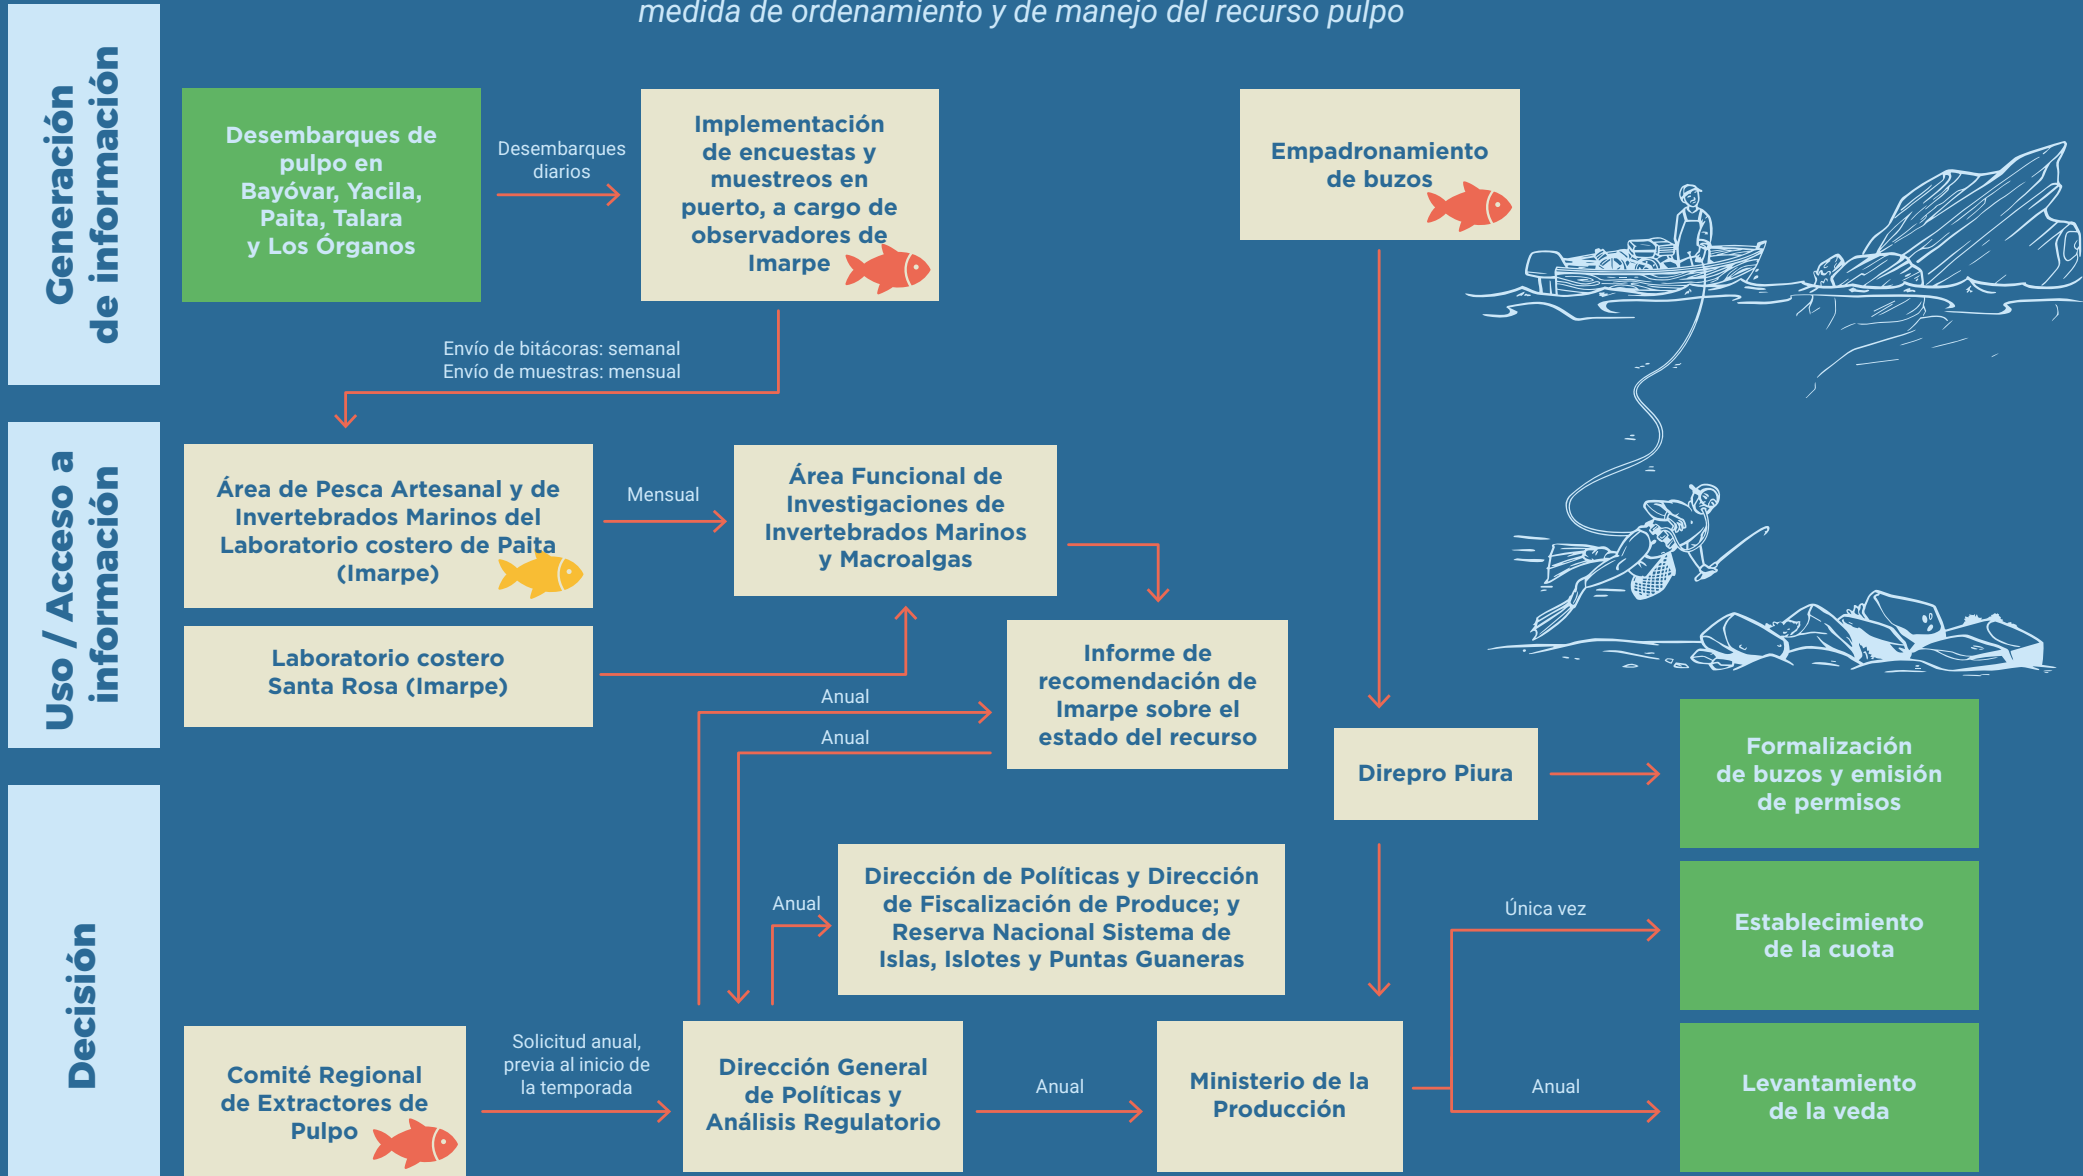 medida de ordenamiento y de manejo del recurso pulpo
Generación
de información
Desembarques de
pulpo en
Bayóvar, Yacila,
Paita, Talara
y Los Órganos
Desembarques
diarios
Implementación
de encuestas y
muestreos en
puerto, a cargo de
observadores de
Imarpe
Empadronamiento
de buzos
Envío de bitácoras: semanal
Envío de muestras: mensual
Uso / Acceso a
información
Área de Pesca Artesanal y de
Invertebrados Marinos del
Laboratorio costero de Paita
(Imarpe)
Mensual
Área Funcional de
Investigaciones de
Invertebrados Marinos
y Macroalgas
Laboratorio costero
Santa Rosa (Imarpe)
Informe de
recomendación de
Imarpe sobre el
estado del recurso
Anual
Anual
Direpro Piura
Formalización
de buzos y emisión
de permisos
Decisión
Anual
Dirección de Políticas y Dirección
de Fiscalización de Produce; y
Reserva Nacional Sistema de
Islas, Islotes y Puntas Guaneras
Única vez
Establecimiento
de la cuota
Comité Regional
de Extractores de
Pulpo
Solicitud anual,
previa al inicio de
la temporada
Dirección General
de Políticas y
Análisis Regulatorio
Anual
Ministerio de la
Producción
Anual
Levantamiento
de la veda